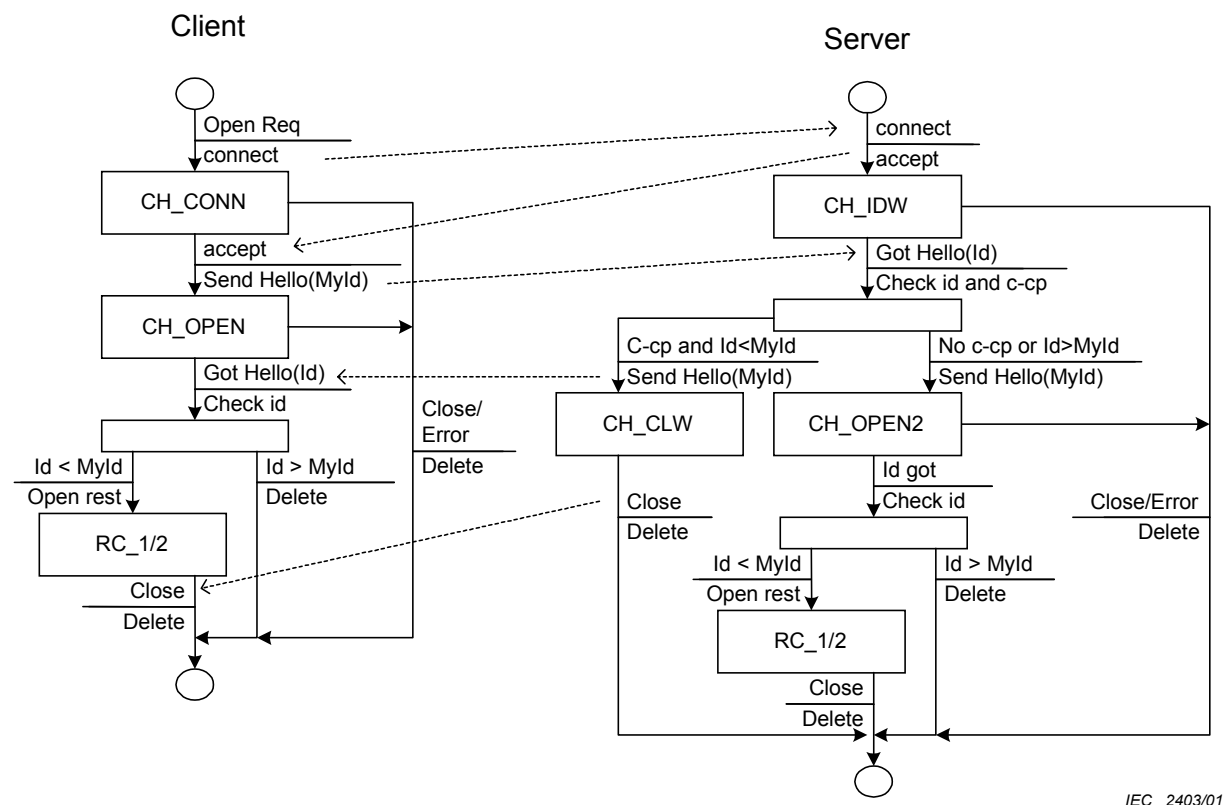 Client
Open Req
connect
CH_CONN
accept
Send Hello(MyId)
CH_OPEN
Got Hello(Id)
Check id
Close/
Error
Delete
Id < MyId
Open rest
Id > MyId
Delete
RC_1/2
Close
Delete
Server
connect
accept
CH_IDW
Got Hello(Id)
Check id and c-cp
C-cp and Id<MyId
Send Hello(MyId)
No c-cp or Id>MyId
Send Hello(MyId)
CH_CLW
CH_OPEN2
Id got
Check id
Close
Delete
Close/Error
Delete
Id < MyId
Open rest
Id > MyId
Delete
RC_1/2
Close
Delete
IEC 2403/01